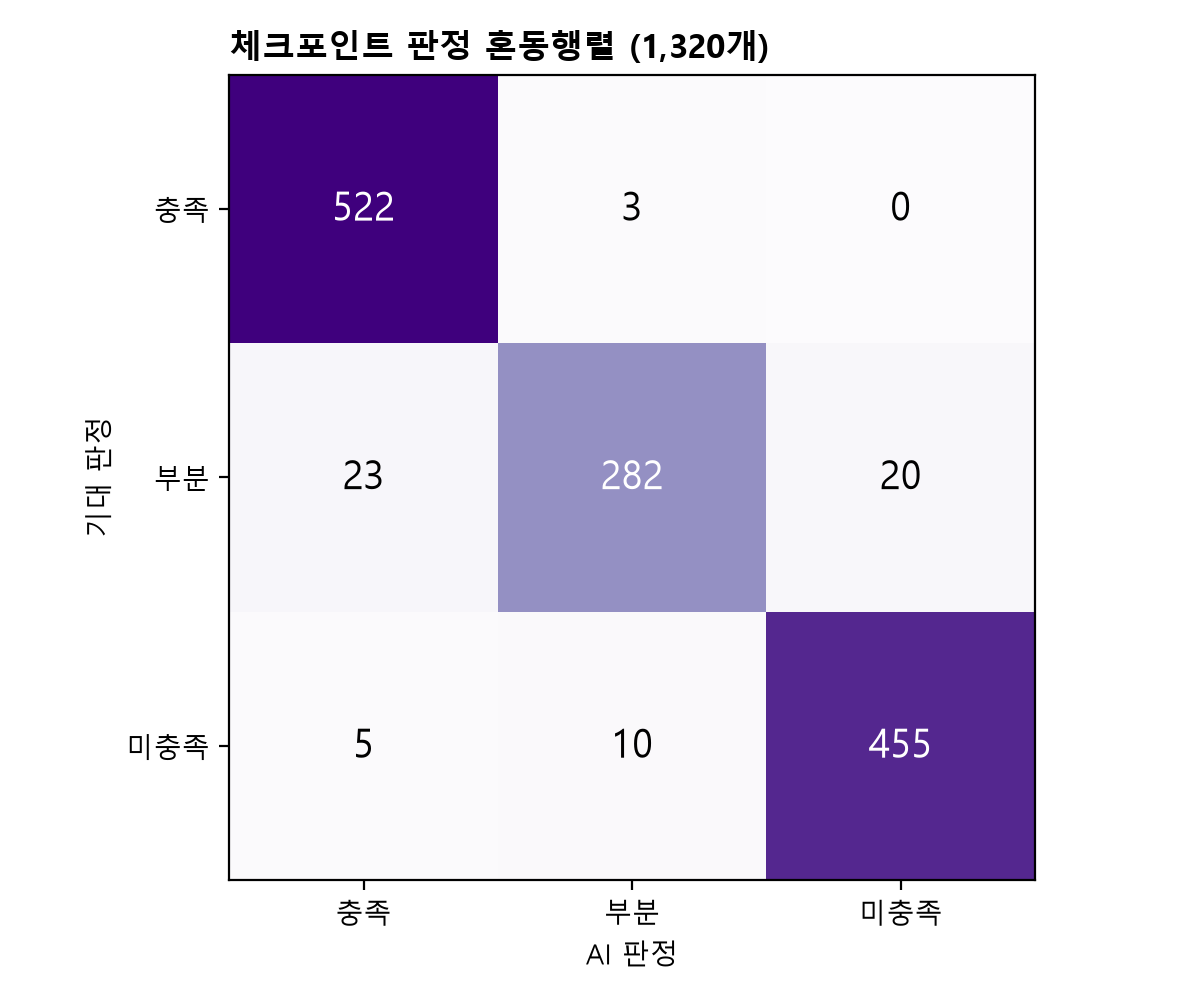 체크포인트 판정 혼동행렬 (1,320개)
충족 522 3 0
기대 판정
부분 23 282 20
미충족 5 10 455
충족 부분 미충족
AI 판정